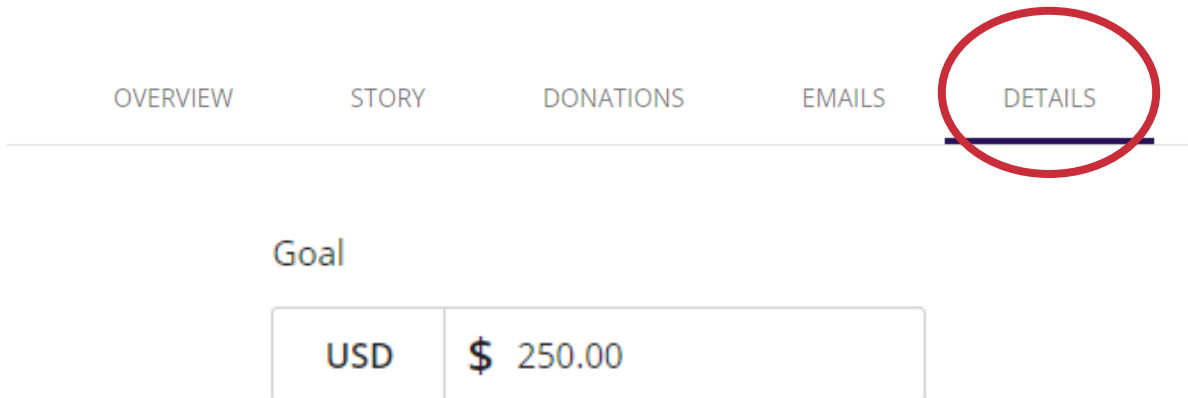 OVERVIEW STORY DONATIONS EMAILS DETAILS
Goal
USD $ 250.00